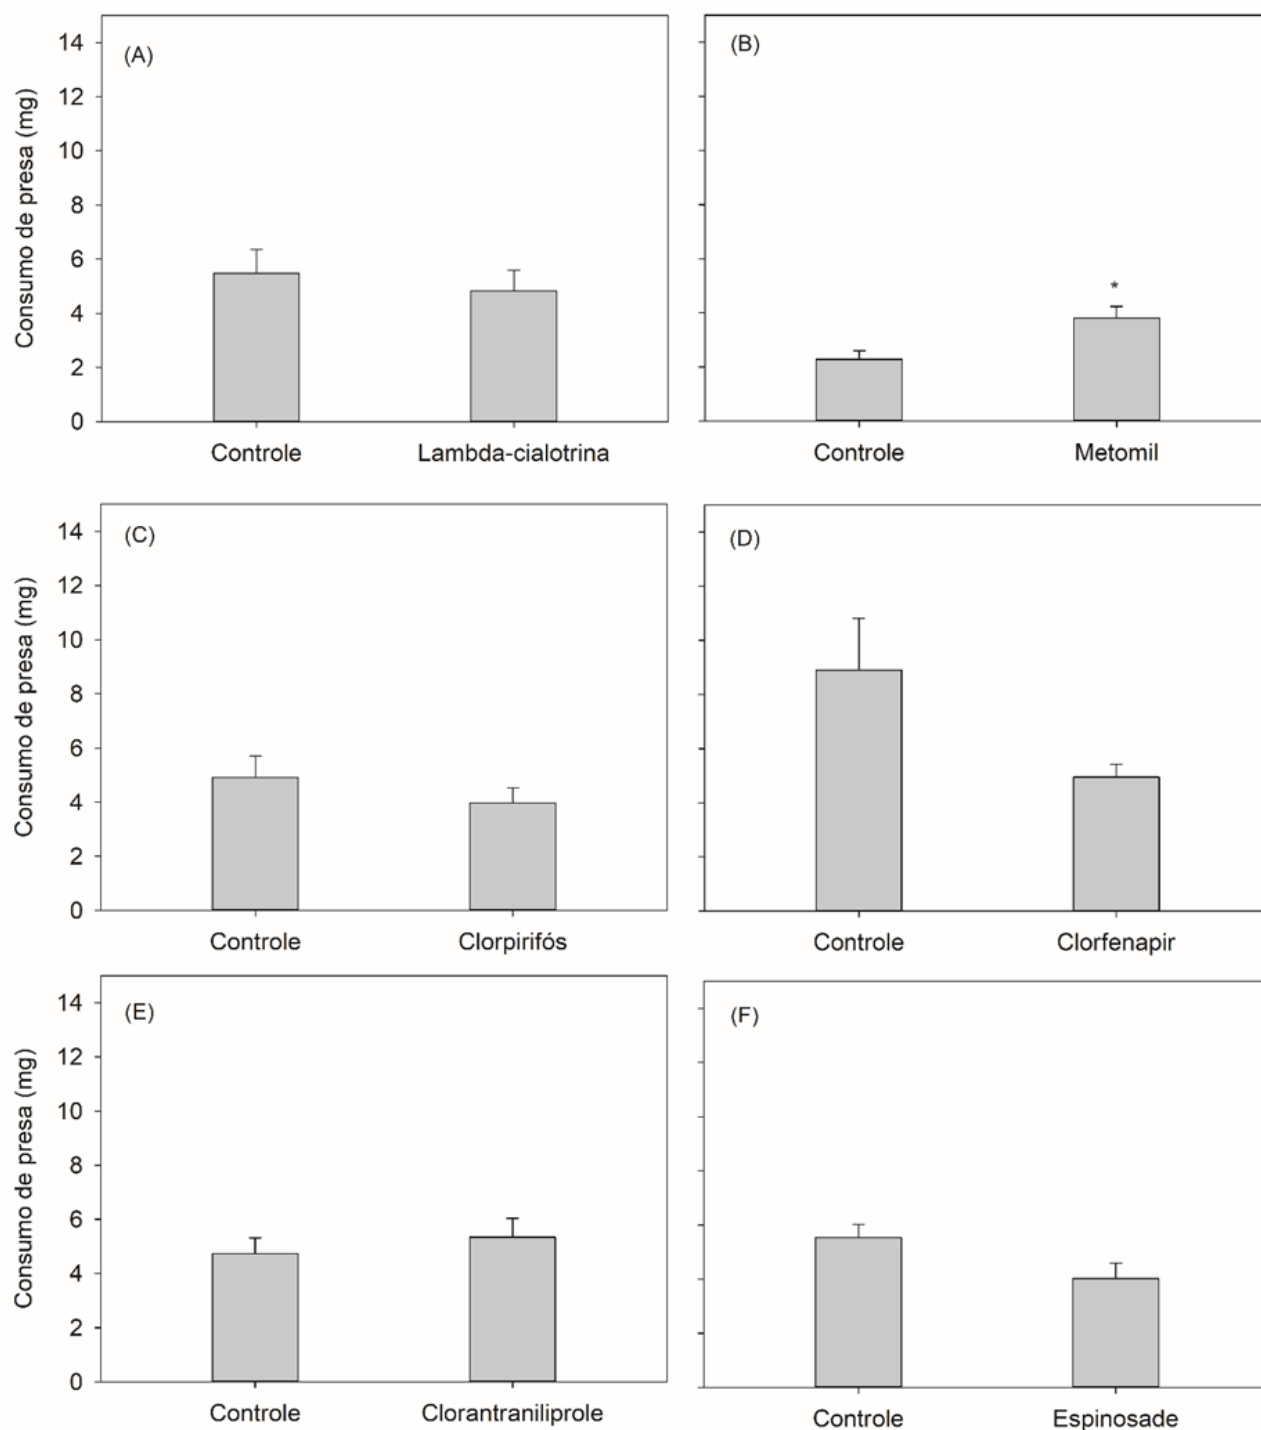 (A)
Consumo de presa (mg)
14
12
10
8
6
4
2
0
Controle Lambda-cialotrina
(B)
*
Controle Metomil
(C)
Consumo de presa (mg)
14
12
10
8
6
4
2
0
Controle Clorpirifós
(D)
Controle Clorfenapir
(E)
Consumo de presa (mg)
14
12
10
8
6
4
2
0
Controle Clorantraniliprole
(F)
Controle Espinosade